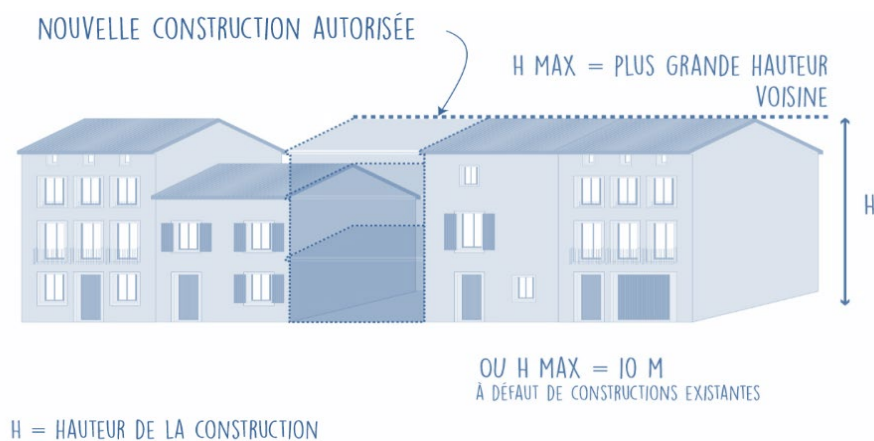 NOUVELLE CONSTRUCTION AUTORISÉE
H MAX = PLUS GRANDE HAUTEUR
VOISINE
H
OU H MAX = 10 M
À DÉFAUT DE CONSTRUCTIONS EXISTANTES
H = HAUTEUR DE LA CONSTRUCTION